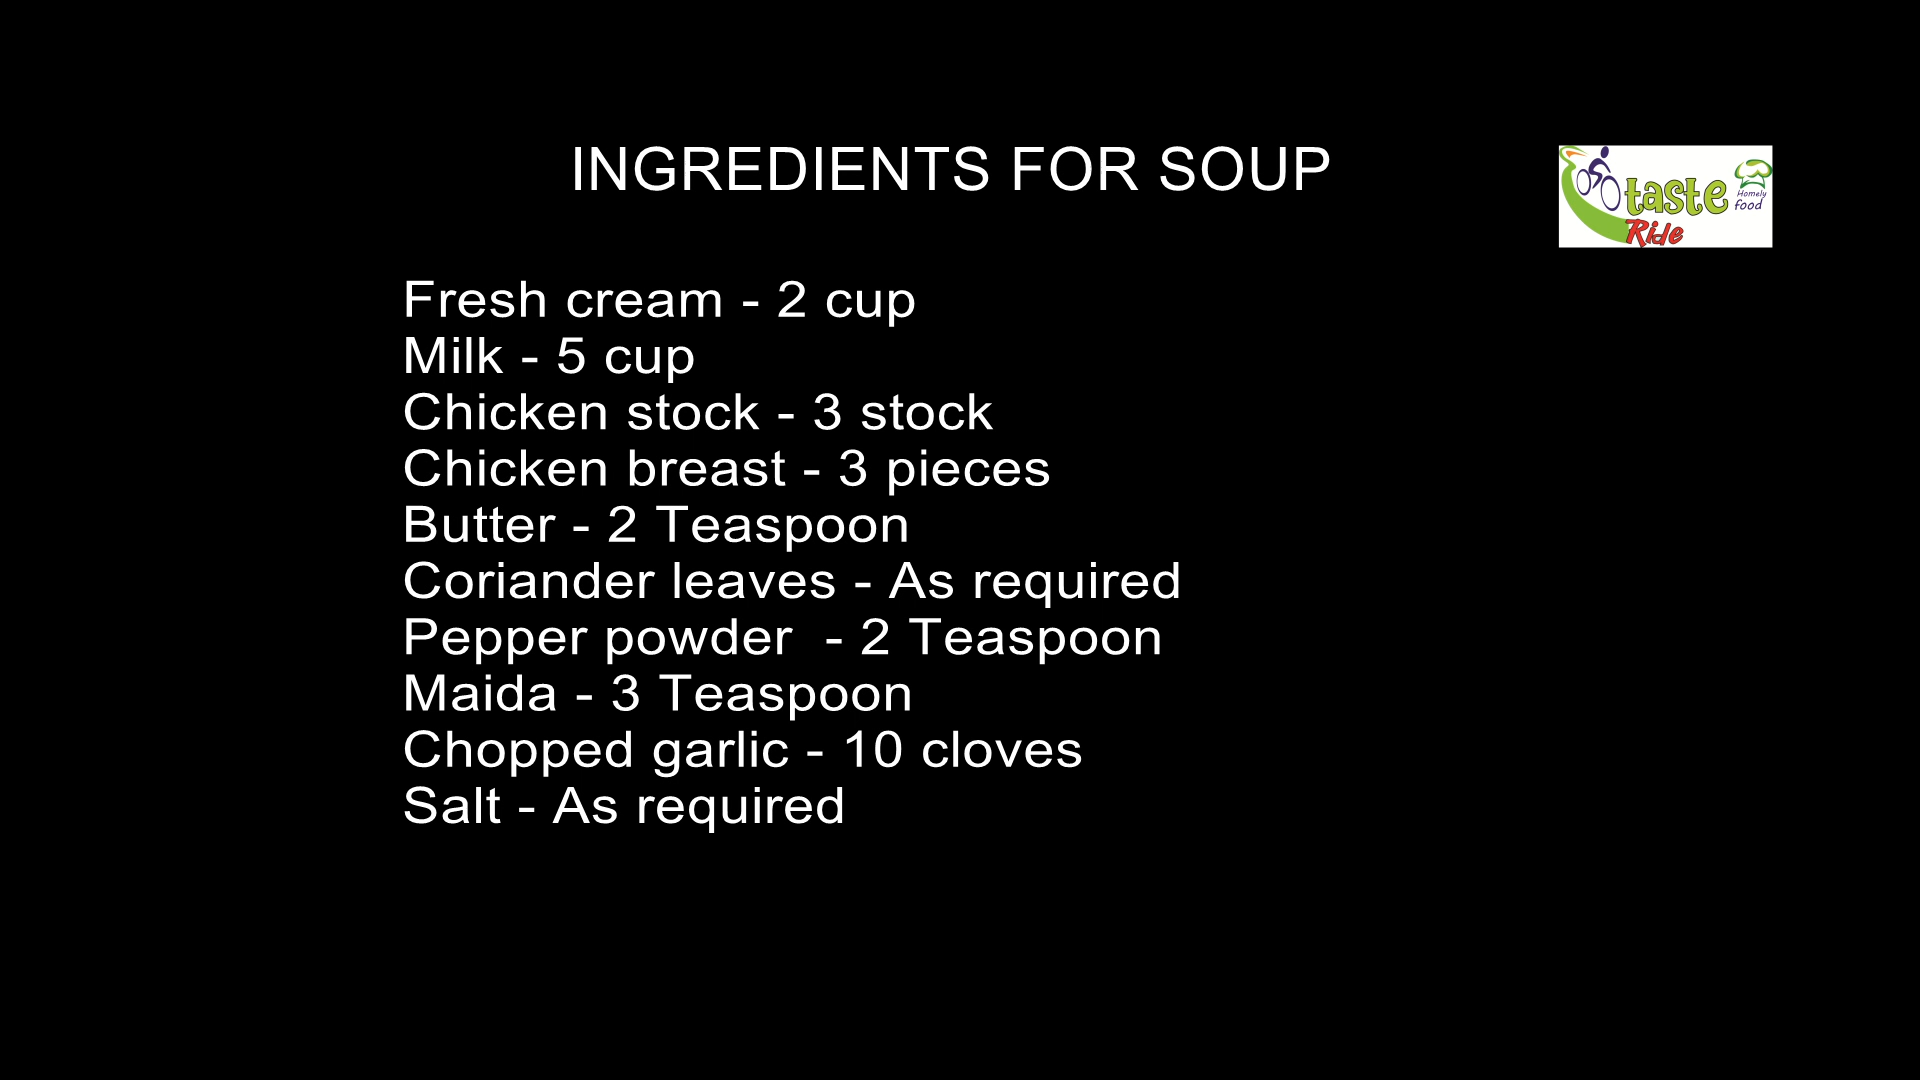 INGREDIENTS FOR SOUP
taste
Ride
Homely
food
Fresh cream - 2 cup
Milk - 5 cup
Chicken stock - 3 stock
Chicken breast - 3 pieces
Butter - 2 Teaspoon
Coriander leaves - As required
Pepper powder  - 2 Teaspoon
Maida - 3 Teaspoon
Chopped garlic - 10 cloves
Salt - As required